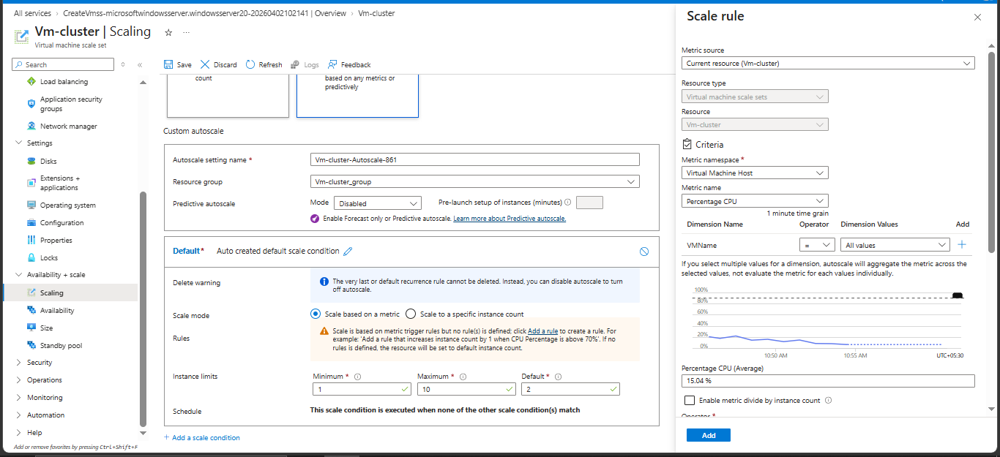 All services > CreateVmss-microsoftwindowsserver.windowsserver20-20260402102141 | Overview > Vm-cluster
Vm-cluster | Scaling
Virtual machine scale set
Search
Load balancing
Application security
groups
Network manager
Settings
Disks
Extensions +
applications
Operating system
Configuration
Properties
Locks
Availability + scale
Scaling
Availability
Size
Standby pool
Security
Operations
Monitoring
Automation
Help
Add or remove favorites by pressing Ctrl+Shift+F
Save Discard Refresh Logs Feedback
count
based on any metrics or
predictively
Custom autoscale
Autoscale setting name * Vm-cluster-Autoscale-861
Resource group Vm-cluster_group
Predictive autoscale Mode Disabled Pre-launch setup of instances (minutes)
Enable Forecast only or Predictive autoscale. Learn more about Predictive autoscale.
Default* Auto created default scale condition
Delete warning The very last or default recurrence rule cannot be deleted. Instead, you can disable autoscale to turn
off autoscale.
Scale mode Scale based on a metric Scale to a specific instance count
Rules Scale is based on metric trigger rules but no rule(s) is defined; click Add a rule to create a rule. For
example: 'Add a rule that increases instance count by 1 when CPU Percentage is above 70%'. If no
rules is defined, the resource will be set to default instance count.
Instance limits Minimum * Maximum * Default *
1 10 2
Schedule This scale condition is executed when none of the other scale condition(s) match
+ Add a scale condition
Scale rule
Metric source
Current resource (Vm-cluster)
Resource type
Virtual machine scale sets
Resource
Vm-cluster
Criteria
Metric namespace *
Virtual Machine Host
Metric name
Percentage CPU
1 minute time grain
Dimension Name Operator Dimension Values Add
VMName = All values +
If you select multiple values for a dimension, autoscale will aggregate the metric across the
selected values, not evaluate the metric for each values individually.
100%
80%
60%
40%
20%
0%
10:50 AM 10:55 AM UTC+05:30
Percentage CPU (Average)
15.04 %
Enable metric divide by instance count
Operator *
Add